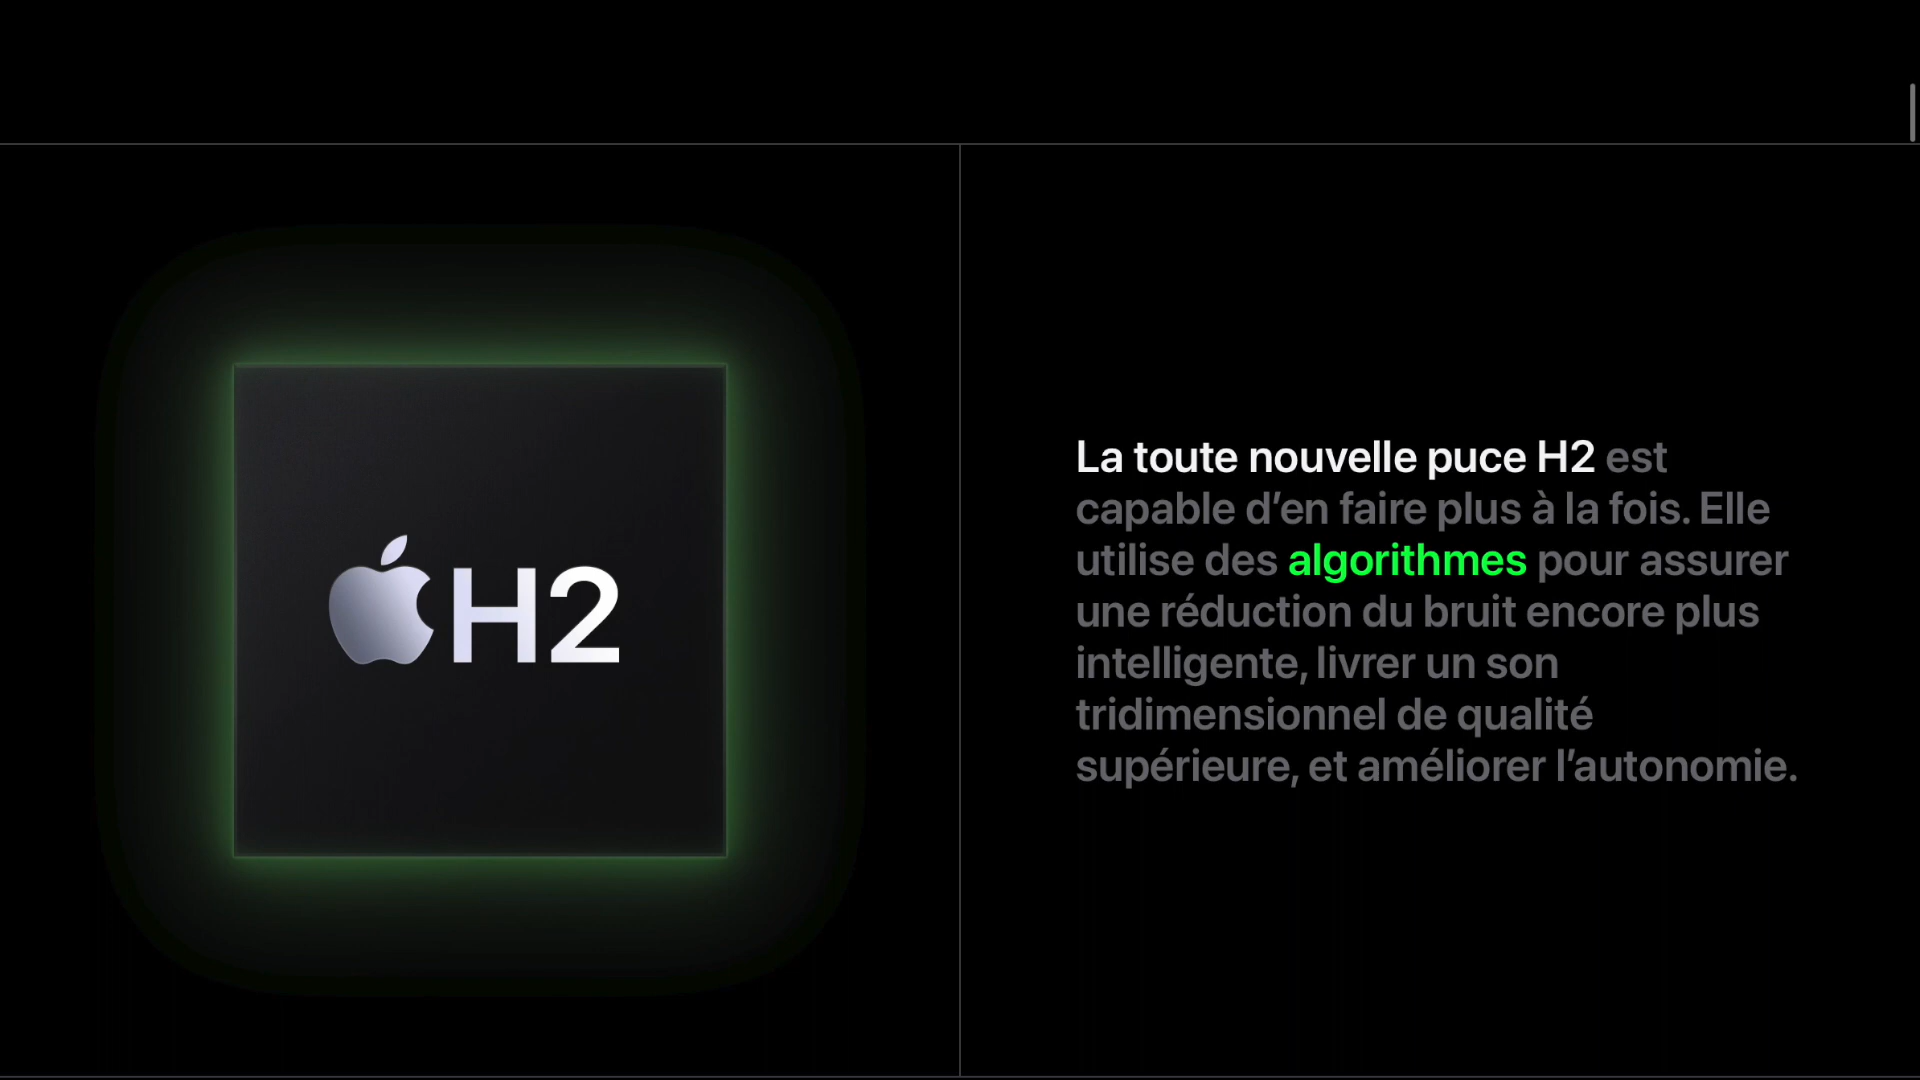 H2
La toute nouvelle puce H2 est
capable d’en faire plus à la fois. Elle
utilise des algorithmes pour assurer
une réduction du bruit encore plus
intelligente, livrer un son
tridimensionnel de qualité
supérieure, et améliorer l’autonomie.